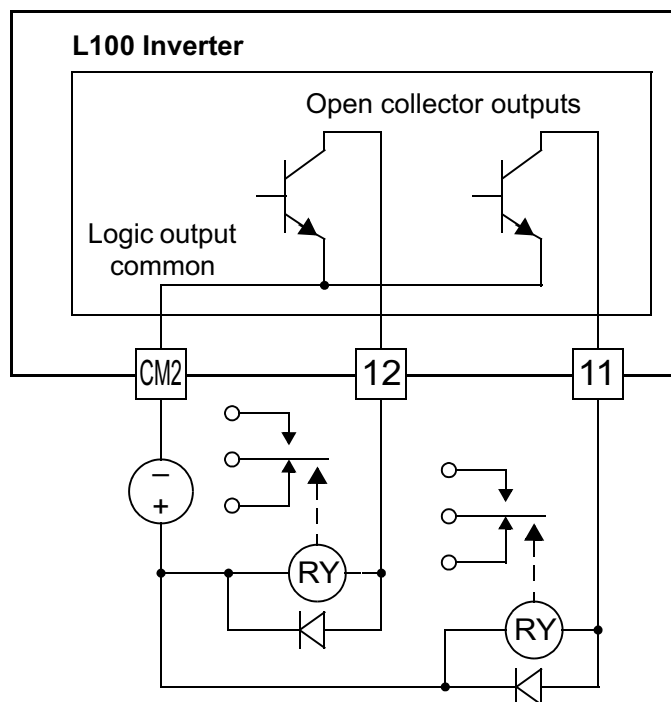 L100 Inverter
Open collector outputs
Logic output
common
CM2
12
11
–
+
RY
RY